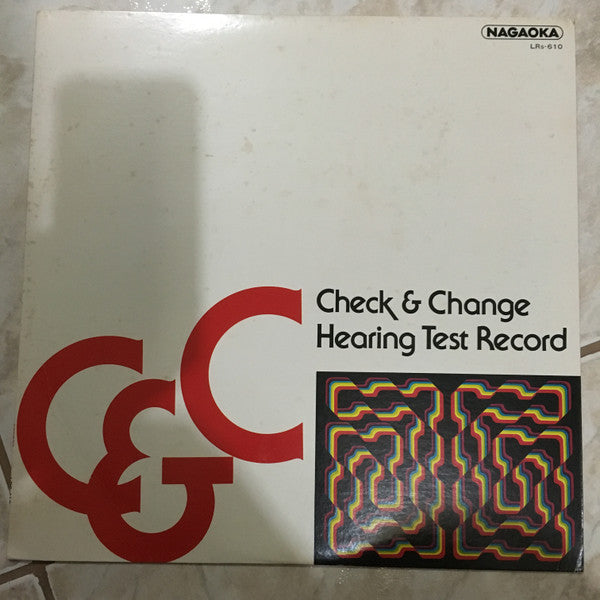 NAGAOKA
LRs-610
Check & Change
Hearing Test Record
C&C